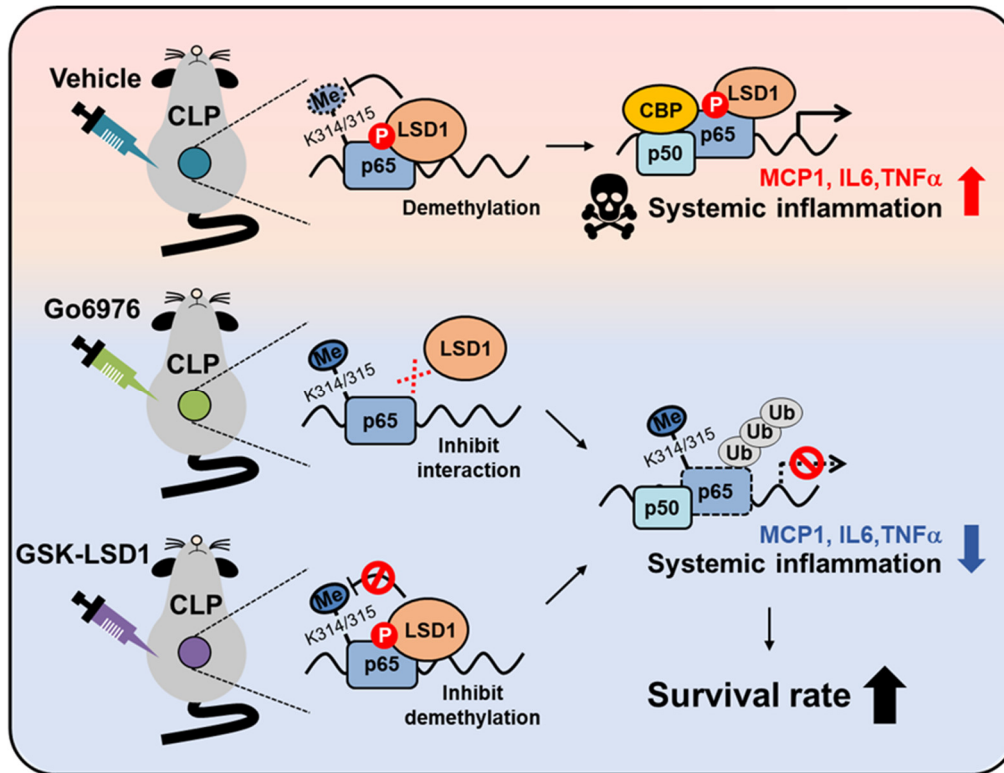 Vehicle
CLP
Me
K314/315
P
LSD1
p65
Demethylation
CBP
P
LSD1
p65
p50
MCP1, IL6,TNFα
Systemic inflammation
Go6976
CLP
Me
K314/315
LSD1
p65
Inhibit
interaction
GSK-LSD1
CLP
Me
K314/315
P
LSD1
p65
Inhibit
demethylation
Me
K314/315
Ub
Ub
Ub
p65
p50
MCP1, IL6,TNFα
Systemic inflammation
Survival rate